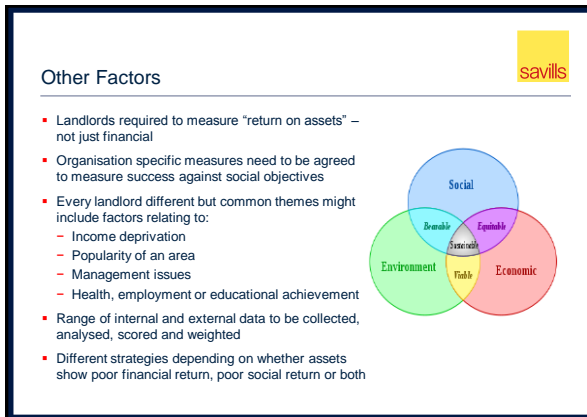 savills
Other Factors
Landlords required to measure “return on assets” –
not just financial
Organisation specific measures need to be agreed
to measure success against social objectives
Every landlord different but common themes might
include factors relating to:
– Income deprivation
– Popularity of an area
– Management issues
– Health, employment or educational achievement
Range of internal and external data to be collected,
analysed, scored and weighted
Different strategies depending on whether assets
show poor financial return, poor social return or both
Social
Bearable
Equitable
Sustainable
Environment
Viable
Economic